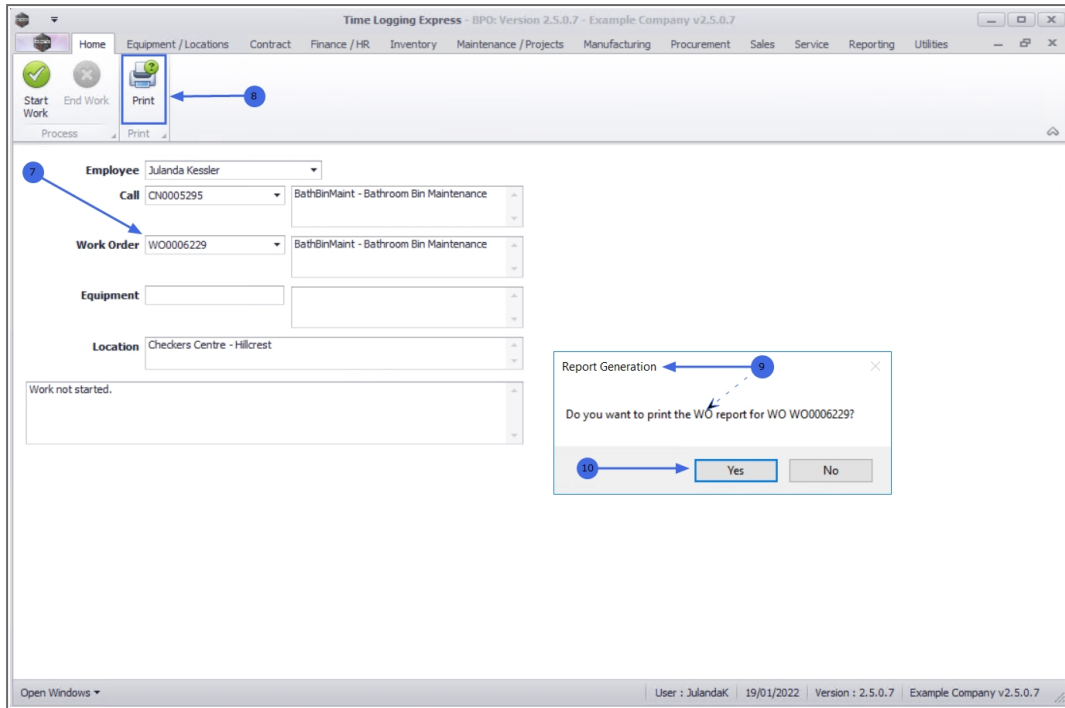 Time Logging Express - BPO: Version 2.5.0.7 - Example Company v2.5.0.7
Home Equipment / Locations Contract Finance / HR Inventory Maintenance / Projects Manufacturing Procurement Sales Service Reporting Utilities
Start Work
End Work
Print
8
Process
Print
7
Employee Julanda Kessler
Call CN0005295 BathBinMaint - Bathroom Bin Maintenance
Work Order WO0006229 BathBinMaint - Bathroom Bin Maintenance
Equipment
Location Checkers Centre - Hillcrest
Work not started.
Report Generation 9
Do you want to print the WO report for WO WO0006229?
10 Yes No
Open Windows User : JulandaK 19/01/2022 Version : 2.5.0.7 Example Company v2.5.0.7